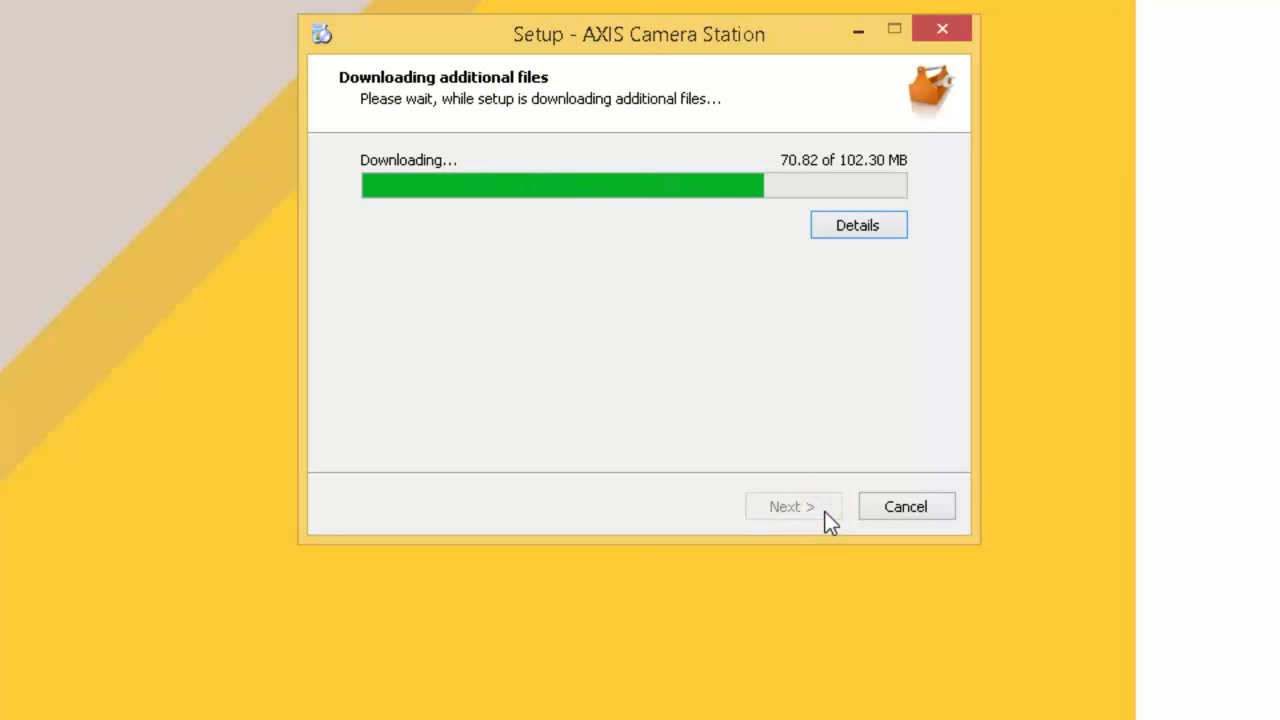 Setup - AXIS Camera Station
Downloading additional files
Please wait, while setup is downloading additional files...
Downloading... 70.82 of 102.30 MB
Details
Next > Cancel